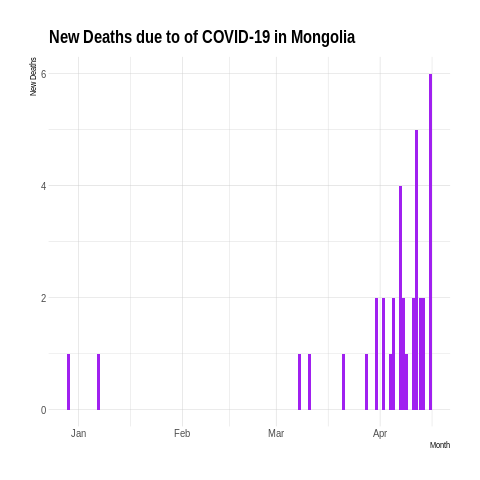 New Deaths due to of COVID-19 in Mongolia
New Deaths
6
4
2
0
Jan Feb Mar Apr
Month